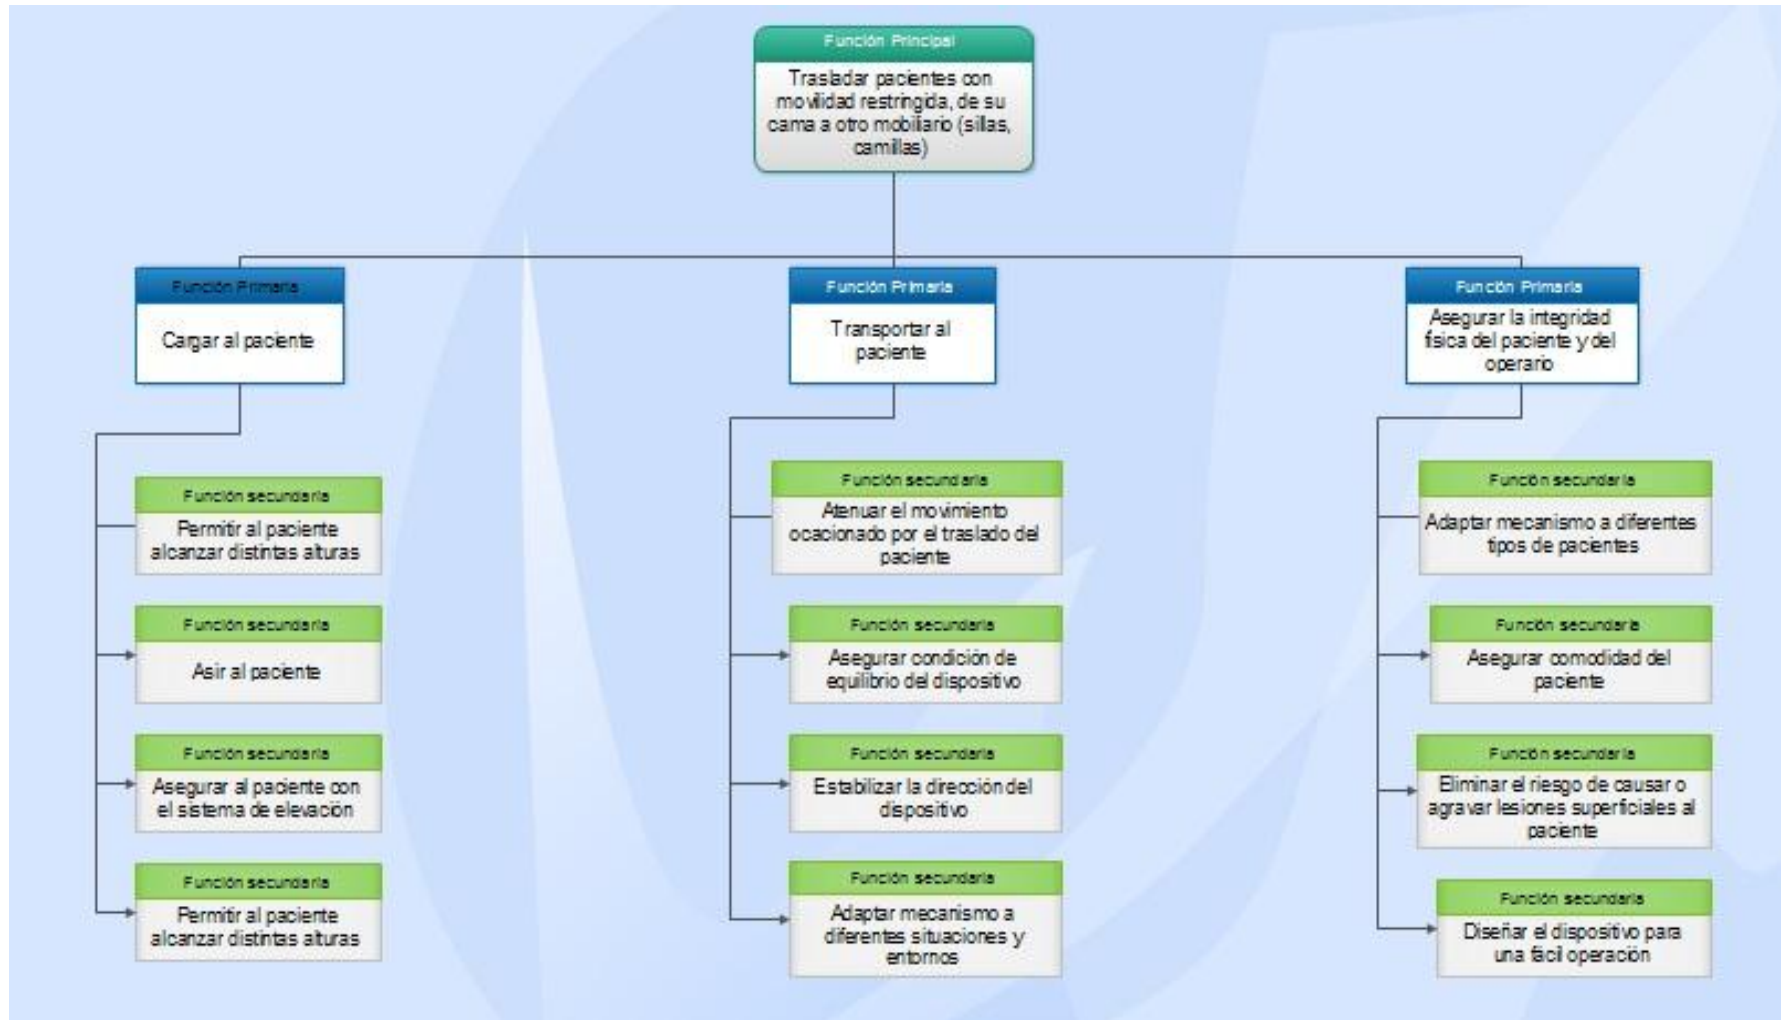 Función Principal
Trasladar pacientes con
movilidad restringida, de su
cama a otro mobiliario (sillas,
camillas)
Función Primaria
Cargar al paciente
Función Primaria
Transportar al
paciente
Función Primaria
Asegurar la integridad
física del paciente y del
operario
Función secundaria
Permitir al paciente
alcanzar distintas alturas
Función secundaria
Asir al paciente
Función secundaria
Asegurar al paciente con
el sistema de elevación
Función secundaria
Permitir al paciente
alcanzar distintas alturas
Función secundaria
Atenuar el movimiento
ocacionado por el traslado del
paciente
Función secundaria
Asegurar condición de
equilibrio del dispositivo
Función secundaria
Estabilizar la dirección del
dispositivo
Función secundaria
Adaptar mecanismo a
diferentes situaciones y
entornos
Función secundaria
Adaptar mecanismo a diferentes
tipos de pacientes
Función secundaria
Asegurar comodidad del
paciente
Función secundaria
Eliminar el riesgo de causar o
agravar lesiones superficiales al
paciente
Función secundaria
Diseñar el dispositivo para
una fácil operación